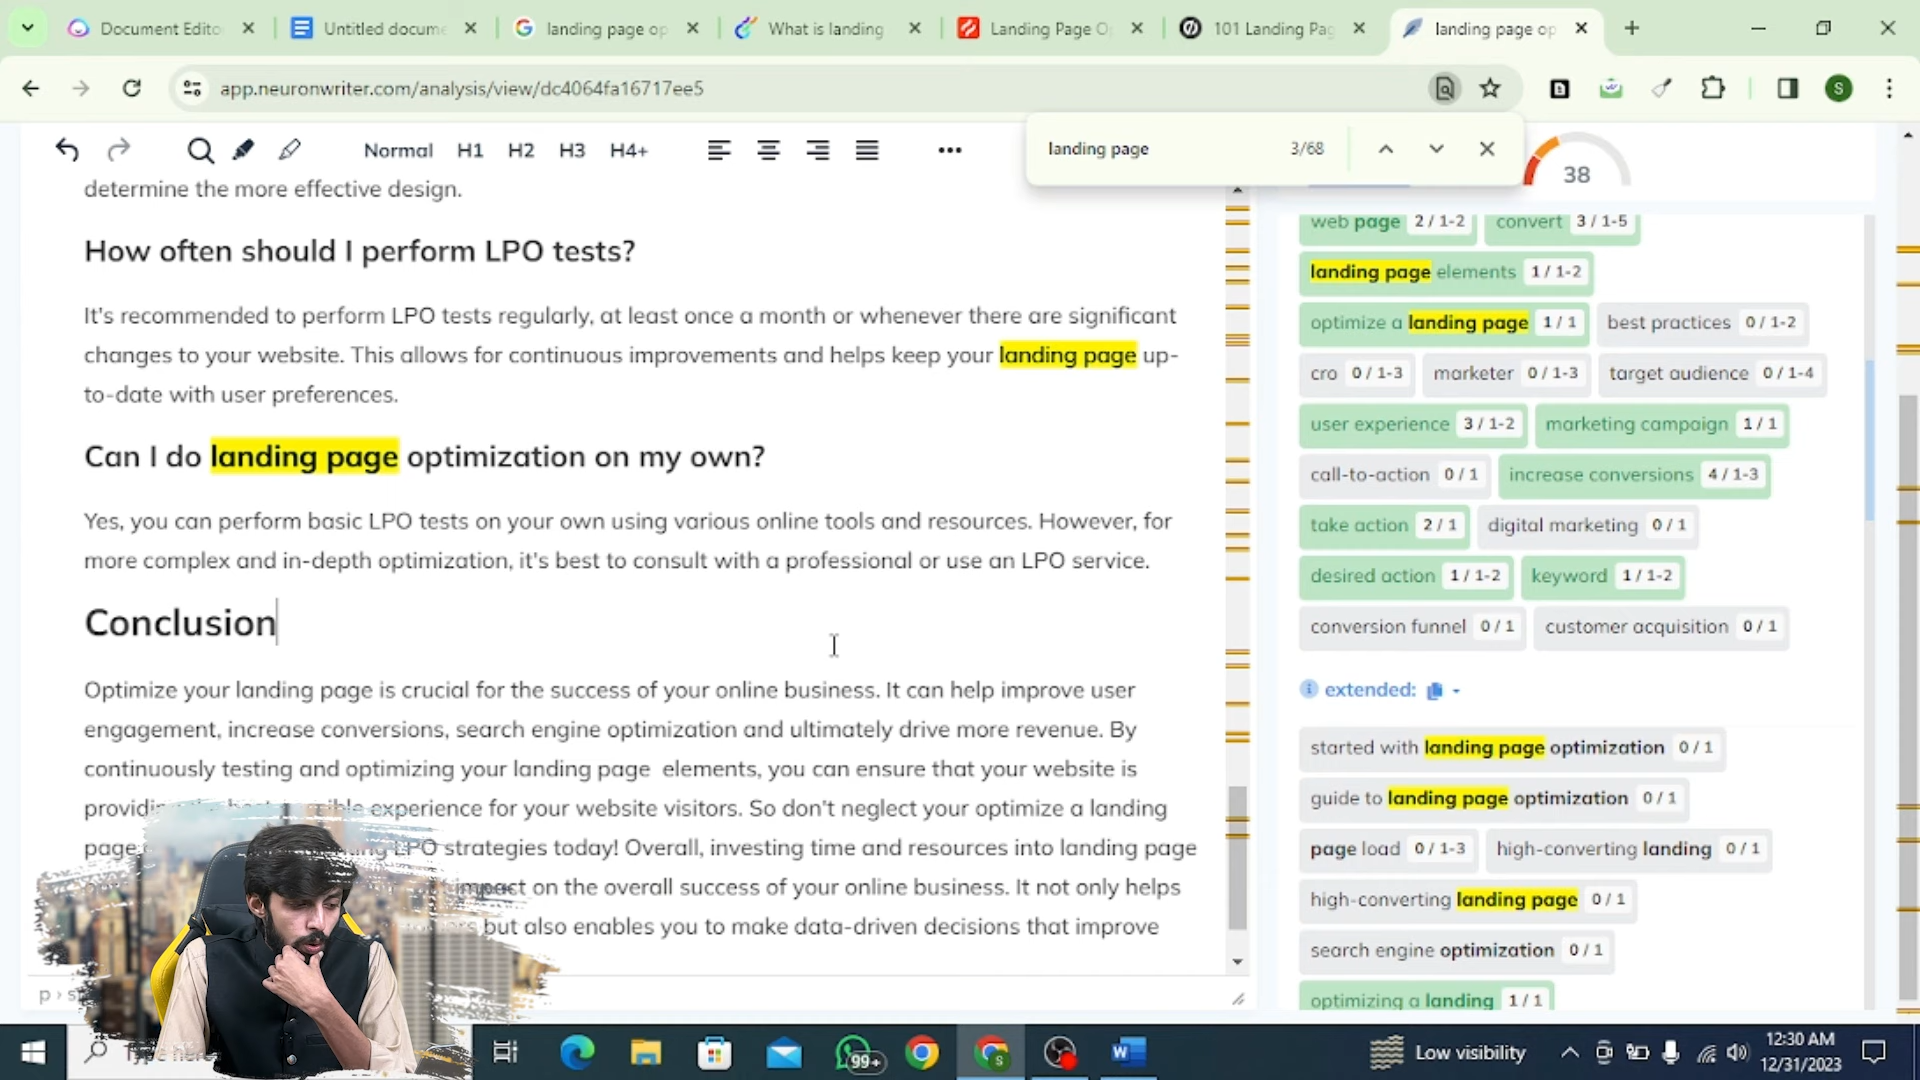 Document Edito
Untitled docume
landing page op
What is landing
Landing Page O
101 Landing Pag
landing page op
app.neuronwriter.com/analysis/view/dc4064fa16717ee5
S
Normal H1 H2 H3 H4+
landing page 3/68
38
determine the more effective design.
How often should I perform LPO tests?
It's recommended to perform LPO tests regularly, at least once a month or whenever there are significant
changes to your website. This allows for continuous improvements and helps keep your landing page up-
to-date with user preferences.
Can I do landing page optimization on my own?
Yes, you can perform basic LPO tests on your own using various online tools and resources. However, for
more complex and in-depth optimization, it's best to consult with a professional or use an LPO service.
Conclusion
Optimize your landing page is crucial for the success of your online business. It can help improve user
engagement, increase conversions, search engine optimization and ultimately drive more revenue. By
continuously testing and optimizing your landing page elements, you can ensure that your website is
experience for your website visitors. So don't neglect your optimize a landing
page LPO strategies today! Overall, investing time and resources into landing page
impact on the overall success of your online business. It not only helps
but also enables you to make data-driven decisions that improve
web page 2 / 1-2 convert 3 / 1-5
landing page elements 1 / 1-2
optimize a landing page 1 / 1 best practices 0 / 1-2
cro 0 / 1-3 marketer 0 / 1-3 target audience 0 / 1-4
user experience 3 / 1-2 marketing campaign 1 / 1
call-to-action 0 / 1 increase conversions 4 / 1-3
take action 2 / 1 digital marketing 0 / 1
desired action 1 / 1-2 keyword 1 / 1-2
conversion funnel 0 / 1 customer acquisition 0 / 1
extended:
started with landing page optimization 0 / 1
guide to landing page optimization 0 / 1
page load 0 / 1-3 high-converting landing 0 / 1
high-converting landing page 0 / 1
search engine optimization 0 / 1
optimizing a landing 1 / 1
99+
S
Low visibility
12:30 AM
12/31/2023